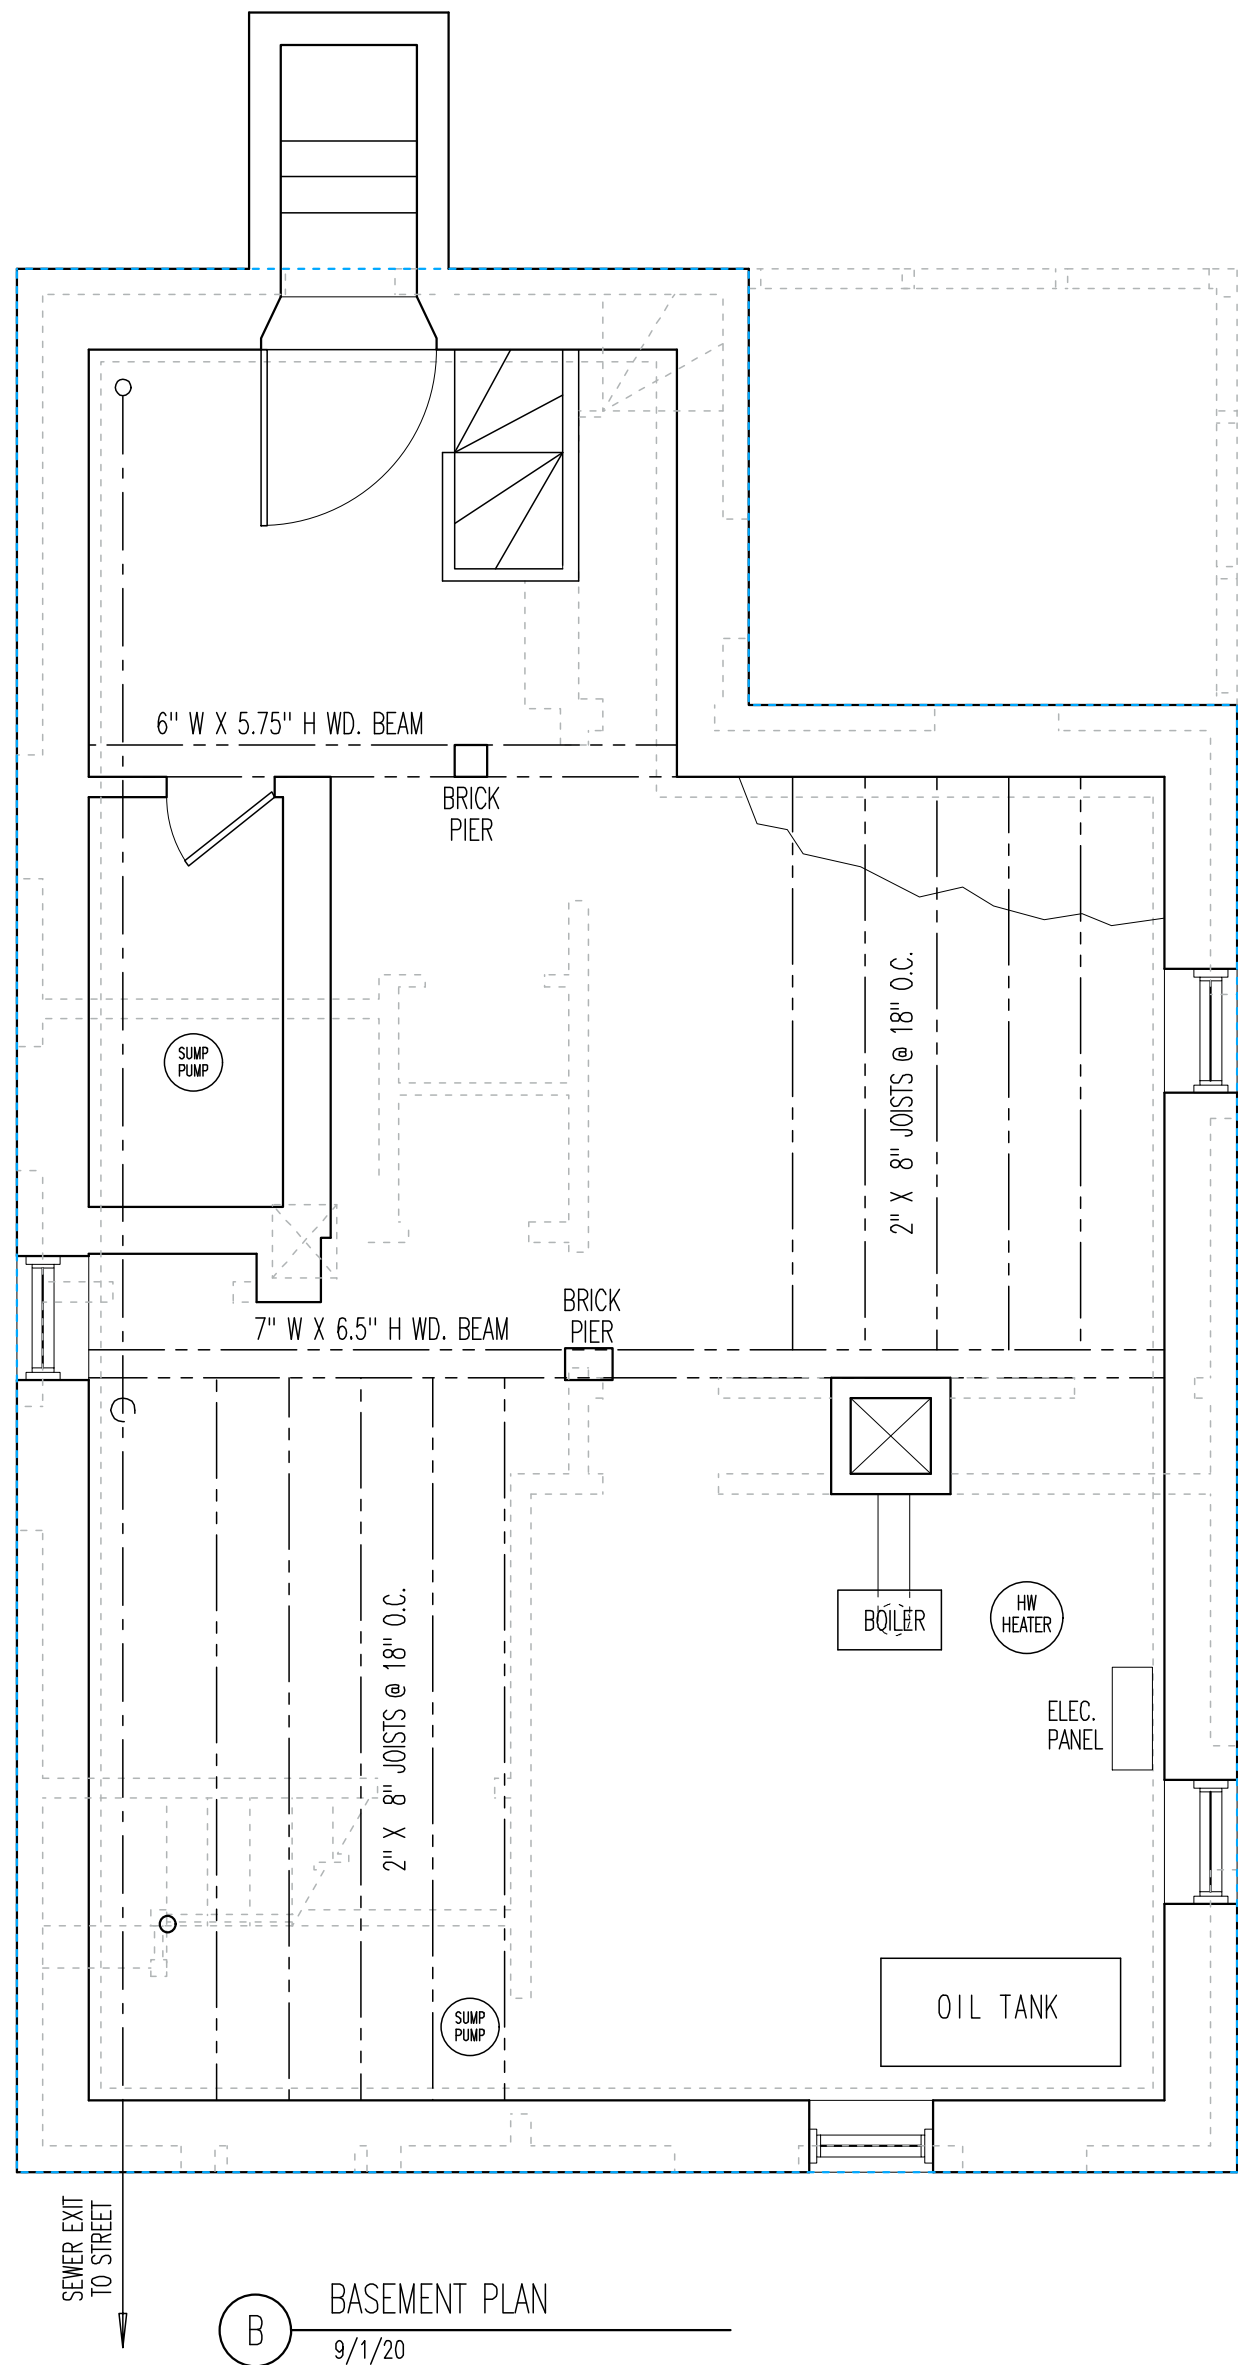 6" W X 5.75" H WD. BEAM
BRICK
PIER
2" X 8" JOISTS @ 18" O.C.
SUMP
PUMP
BRICK
PIER
7" W X 6.5" H WD. BEAM
2" X 8" JOISTS @ 18" O.C.
BOILER
HW
HEATER
ELEC.
PANEL
OIL TANK
SUMP
PUMP
SEWER EXIT
TO STREET
B
BASEMENT PLAN
9/1/20